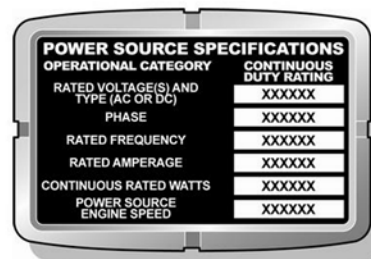 POWER SOURCE SPECIFICATIONS
OPERATIONAL CATEGORY CONTINUOUS
DUTY RATING
RATED VOLTAGE(S) AND
TYPE (AC OR DC) XXXXXX
PHASE XXXXXX
RATED FREQUENCY XXXXXX
RATED AMPERAGE XXXXXX
CONTINUOUS RATED WATTS XXXXXX
POWER SOURCE
ENGINE SPEED XXXXXX